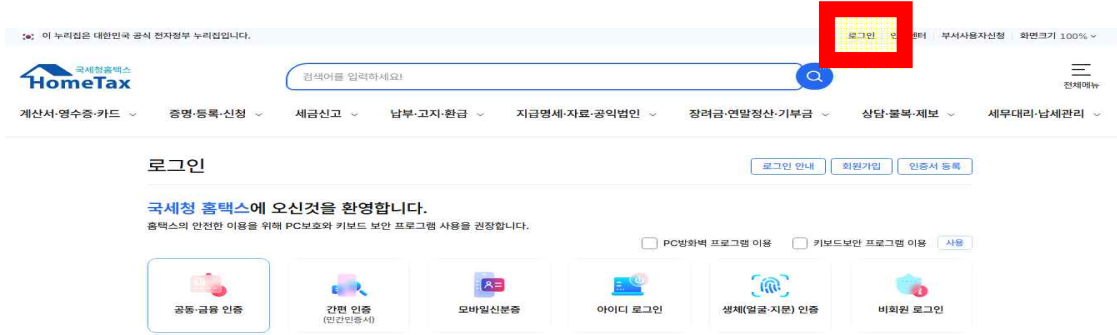 이 누리집은 대한민국 공식 전자정부 누리집입니다.
로그인 인 센터 부서사용자신청 화면크기 100%
국세청홈택스
HomeTax
검색어를 입력하세요!
전체메뉴
계산서·영수증·카드 증명·등록·신청 세금신고 납부·고지·환급 지급명세·자료·공익법인 장려금·연말정산·기부금 상담·불복·제보 세무대리·납세관리
로그인
로그인 안내 회원가입 인증서 등록
국세청 홈택스에 오신것을 환영합니다.
홈택스의 안전한 이용을 위해 PC보호와 키보드 보안 프로그램 사용을 권장합니다.
PC방화벽 프로그램 이용 키보드보안 프로그램 이용 사용
공동·금융 인증 간편 인증 모바일신분증 아이디 로그인 생체(얼굴·지문) 인증 비회원 로그인
(민간인증서)